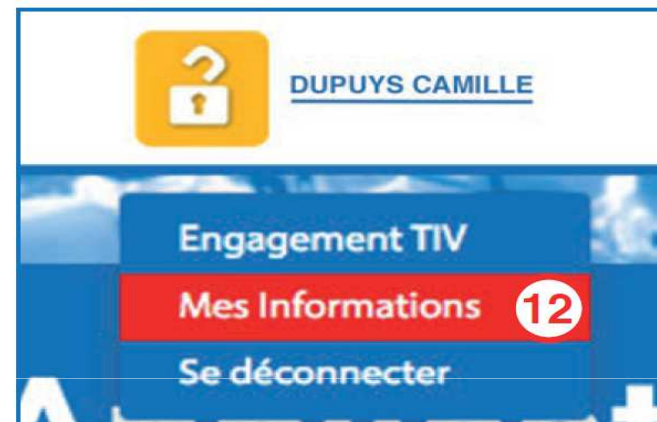 DUPUYS CAMILLE
Engagement TIV
Mes Informations 12
Se déconnecter